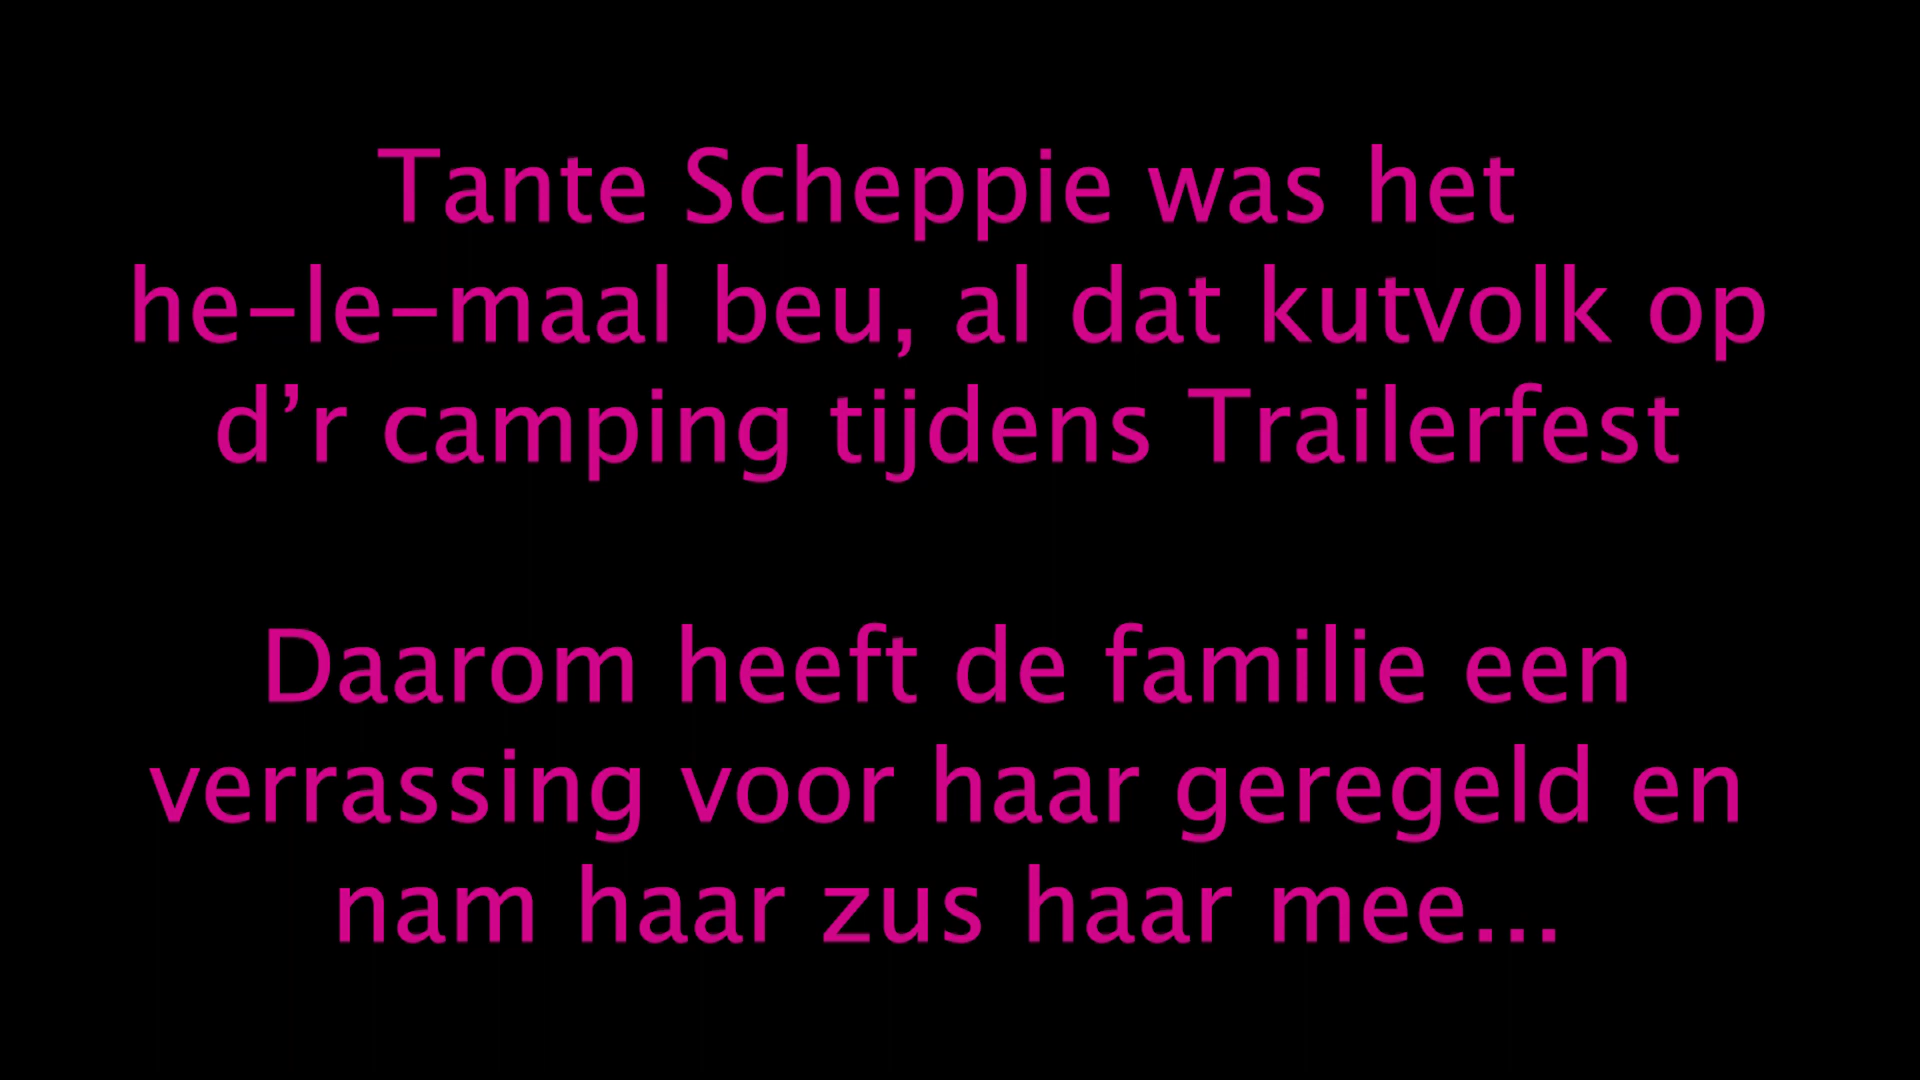 Tante Scheppie was het
he-le-maal beu, al dat kutvolk op
d’r camping tijdens Trailerfest
Daarom heeft de familie een
verrassing voor haar geregeld en
nam haar zus haar mee...